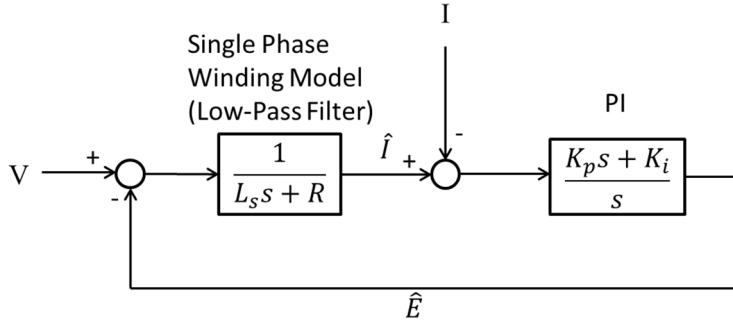 I
Single Phase
Winding Model
(Low-Pass Filter)
PI
V
+
-
1
Lₛs + R
Î
+
-
Kₚs + Kᵢ
s
Ê